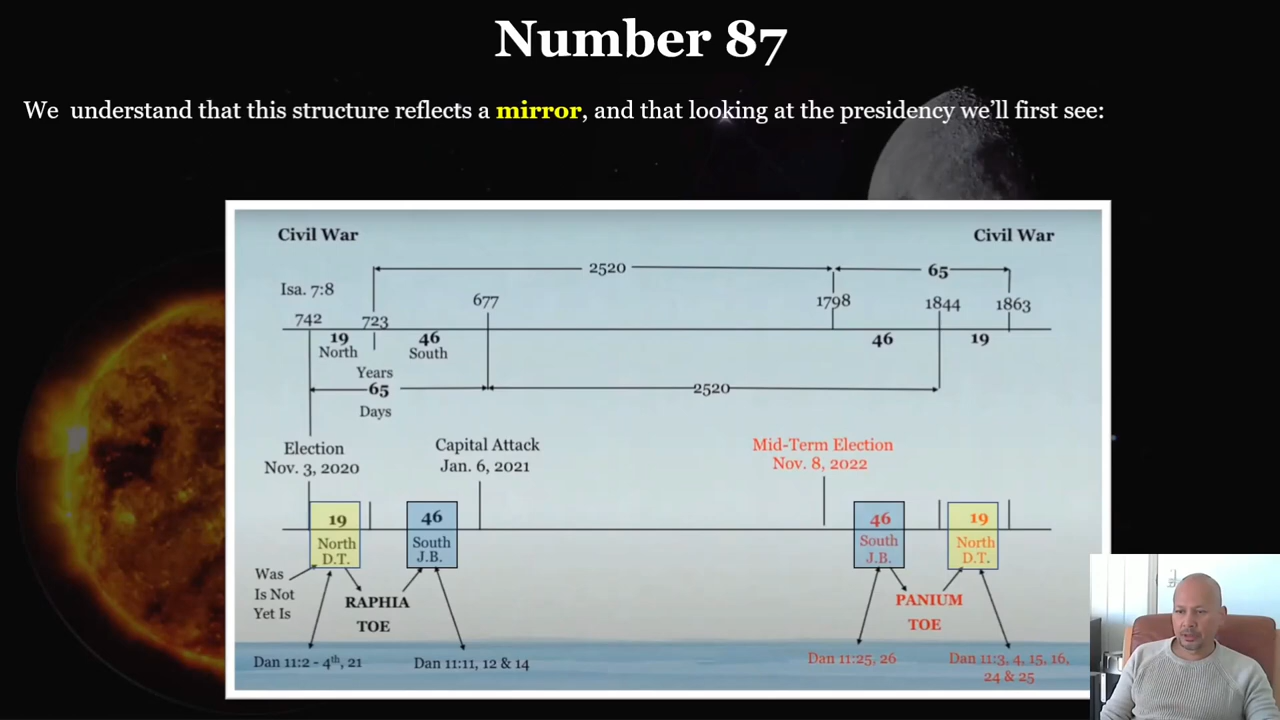 Number 87
We understand that this structure reflects a mirror, and that looking at the presidency we'll first see:
Civil War
Civil War
2520
65
Isa. 7:8
742
723
677
1798
1844
1863
19
North
46
South
46
19
Years
65
Days
2520
Election
Nov. 3, 2020
Capital Attack
Jan. 6, 2021
Mid-Term Election
Nov. 8, 2022
19
North
D.T.
46
South
J.B.
46
South
J.B.
19
North
D.T.
Was
Is Not
Yet Is
RAPHIA
TOE
PANIUM
TOE
Dan 11:2 - 4th, 21
Dan 11:11, 12 & 14
Dan 11:25, 26
Dan 11:3, 4, 15, 16,
24 & 25